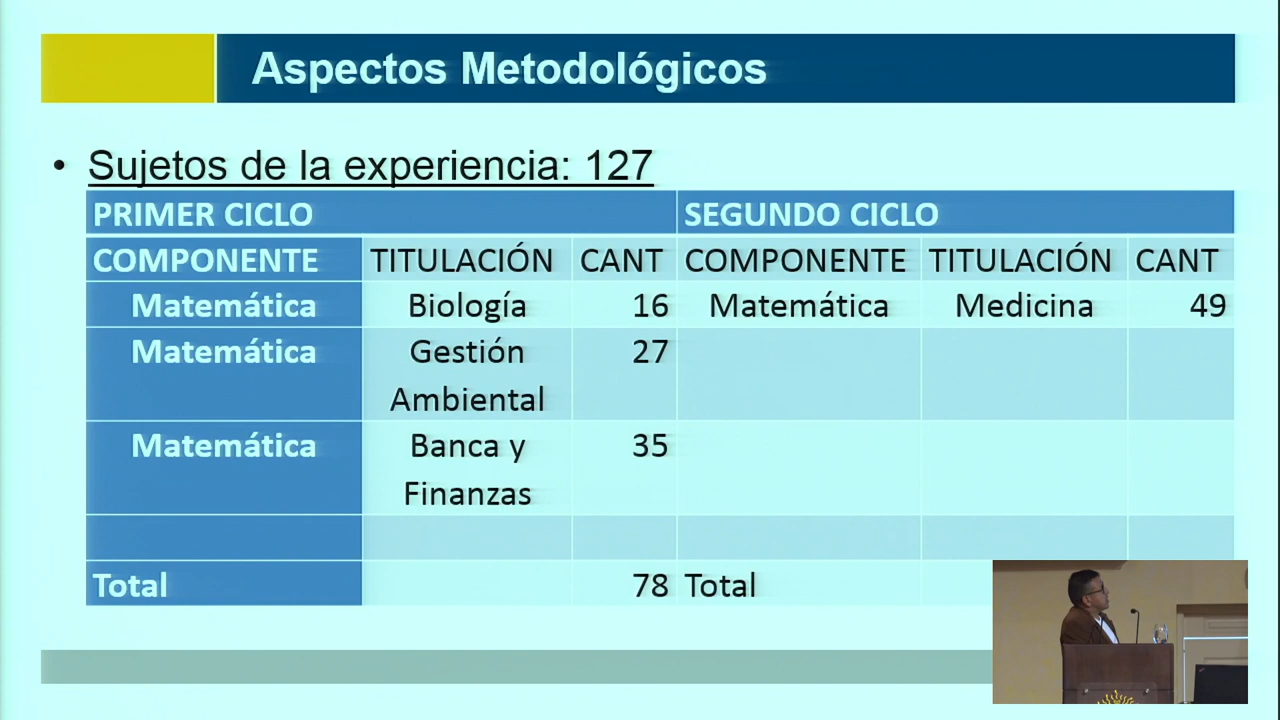 Aspectos Metodológicos
• Sujetos de la experiencia: 127
PRIMER CICLO SEGUNDO CICLO
COMPONENTE TITULACIÓN CANT COMPONENTE TITULACIÓN CANT
Matemática Biología 16 Matemática Medicina 49
Matemática Gestión 27
Ambiental
Matemática Banca y 35
Finanzas
Total 78 Total